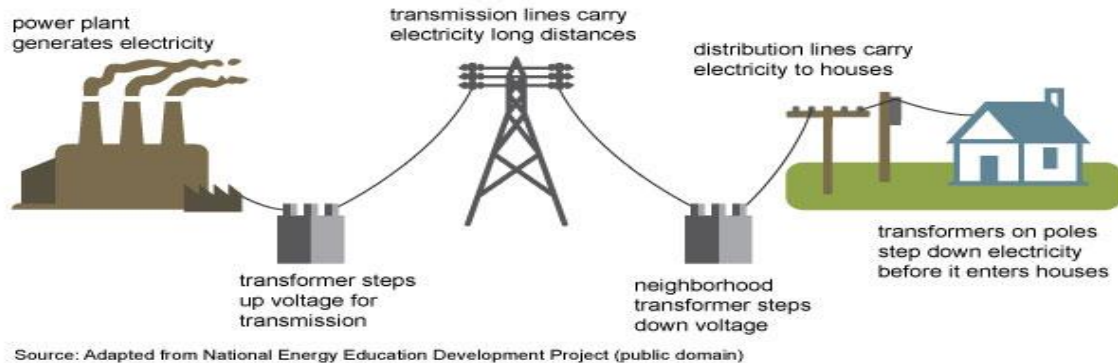 power plant
generates electricity
transmission lines carry
electricity long distances
distribution lines carry
electricity to houses
transformer steps
up voltage for
transmission
neighborhood
transformer steps
down voltage
transformers on poles
step down electricity
before it enters houses
Source: Adapted from National Energy Education Development Project (public domain)